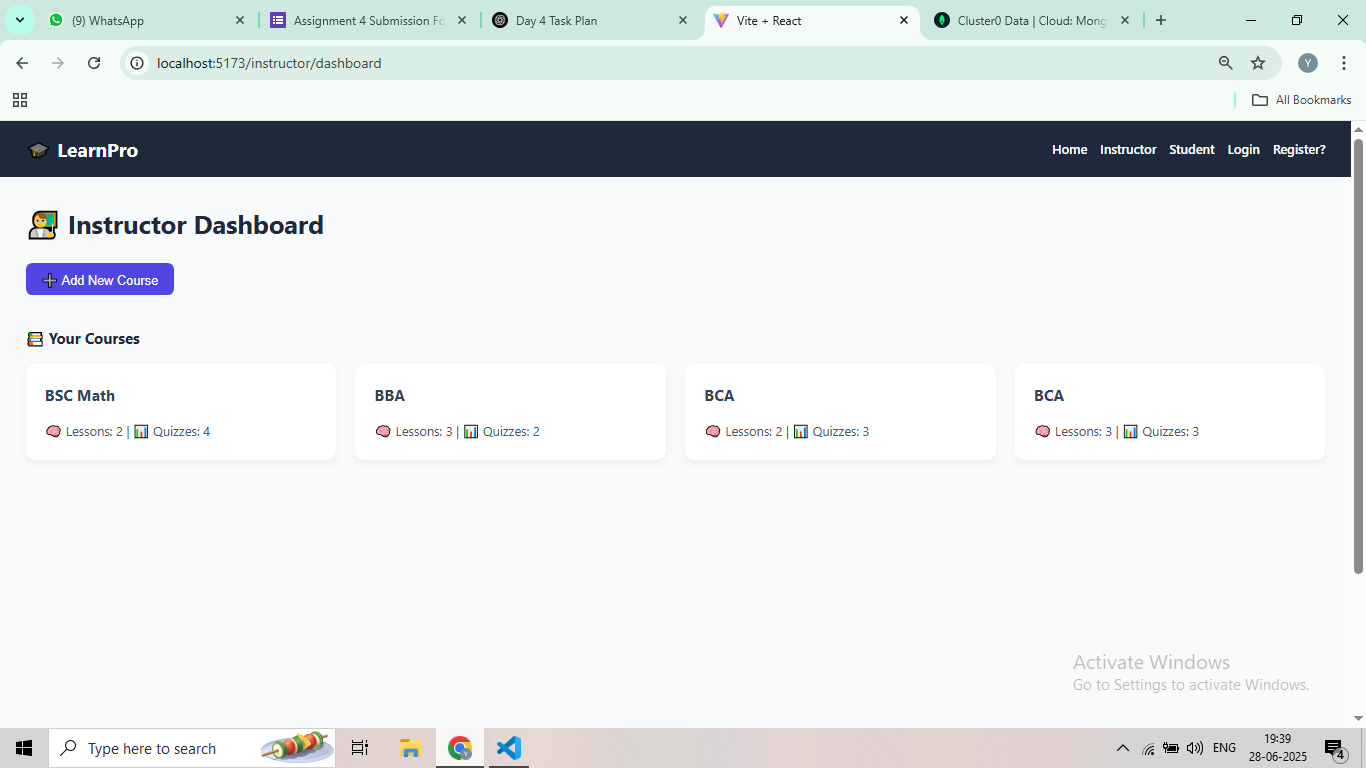 (9) WhatsApp
Assignment 4 Submission Fo
Day 4 Task Plan
Vite + React
Cluster0 Data | Cloud: Mong
localhost:5173/instructor/dashboard
Y
All Bookmarks
LearnPro
Home Instructor Student Login Register?
Instructor Dashboard
Add New Course
Your Courses
BSC Math
Lessons: 2 | Quizzes: 4
BBA
Lessons: 3 | Quizzes: 2
BCA
Lessons: 2 | Quizzes: 3
BCA
Lessons: 3 | Quizzes: 3
Activate Windows
Go to Settings to activate Windows.
Type here to search
ENG
19:39
28-06-2025
4